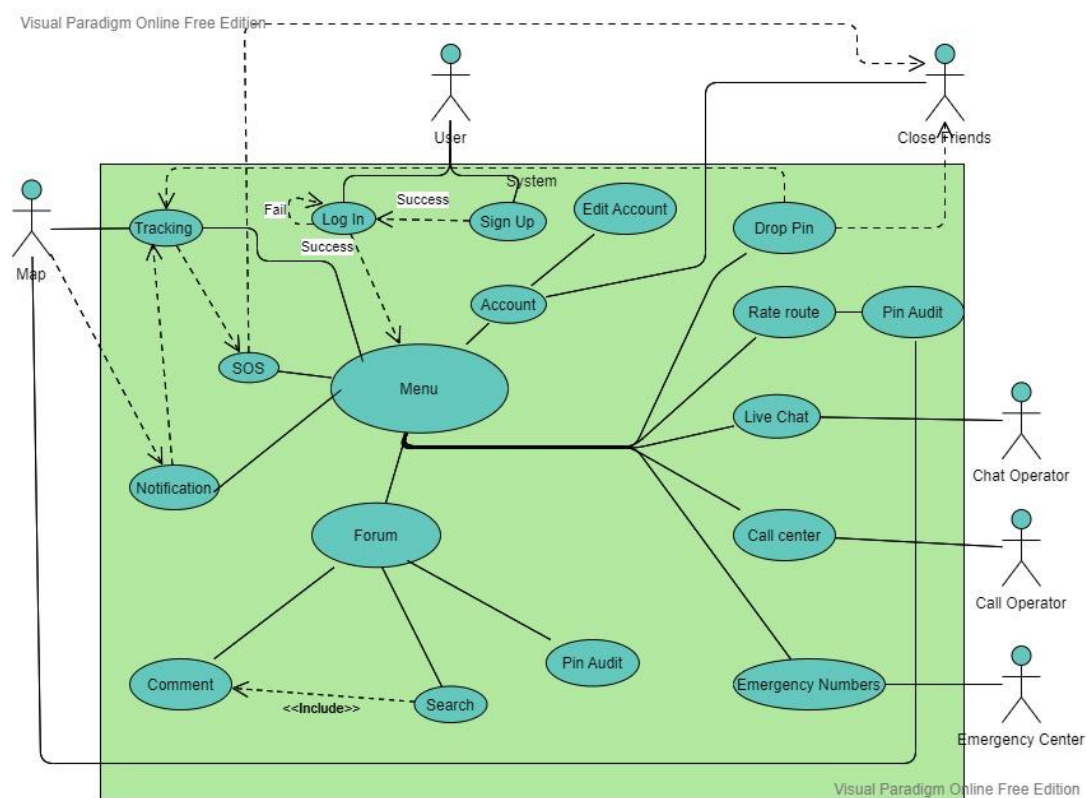 Visual Paradigm Online Free Edition
User
Close Friends
System
Fail
Log In
Success
Sign Up
Edit Account
Tracking
Drop Pin
Success
Map
Account
Rate route
Pin Audit
SOS
Menu
Live Chat
Chat Operator
Notification
Forum
Call center
Call Operator
Pin Audit
Comment
Emergency Numbers
<<Include>>
Search
Emergency Center
Visual Paradigm Online Free Edition